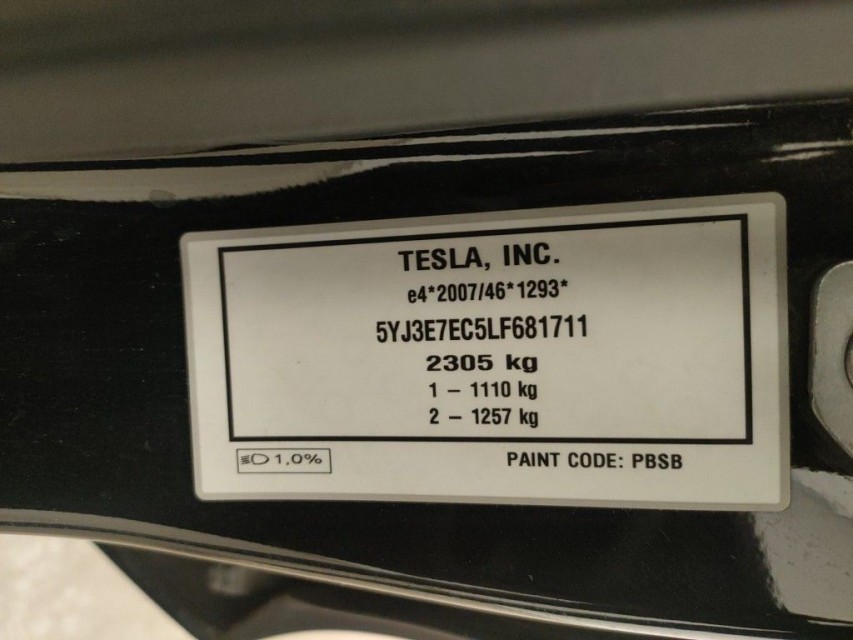 TESLA, INC.
e4*2007/46*1293*
5YJ3E7EC5LF681711
2305 kg
1 – 1110 kg
2 – 1257 kg
1,0%
PAINT CODE: PBSB